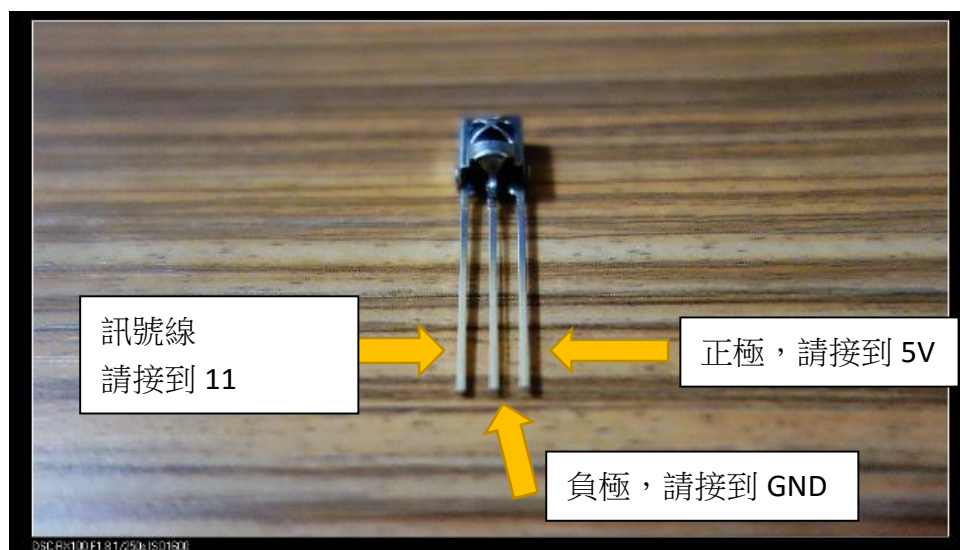 訊號線
請接到 11
正極，請接到 5V
負極，請接到 GND
DSC-RX100 F1.8 1/250s ISO1600